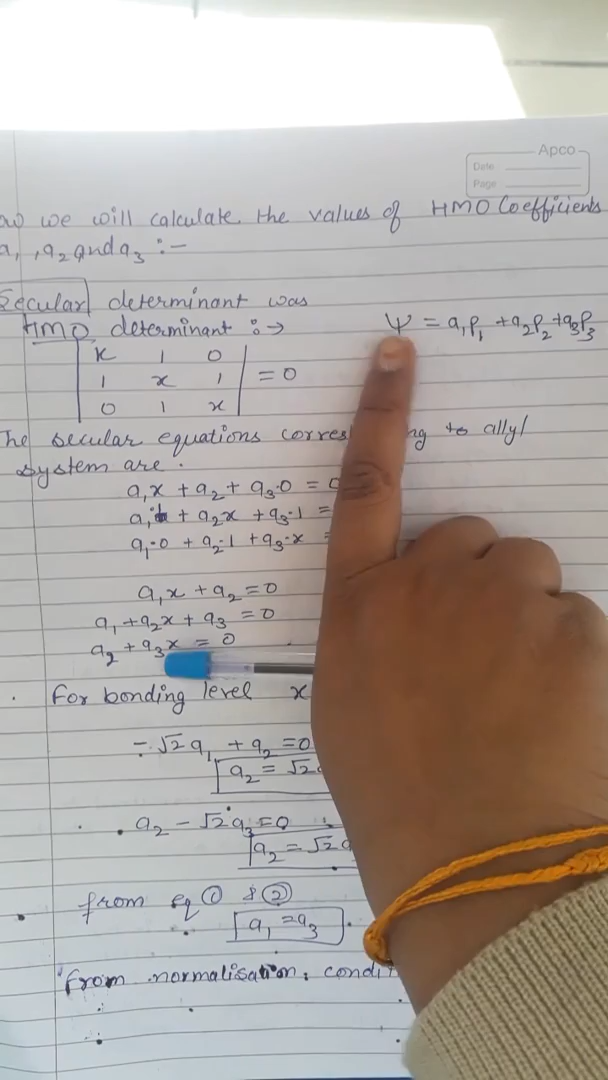 Apco
Date
Page
we will calculate the values of HMO Coefficients
a₁, a₂ and a₃ :-
Secular determinant was
HMO determinant :->
ψ = a₁p₁ + a₂p₂ + a₃p₃
x 1 0
1 x 1 = 0
0 1 x
The secular equations to allyl
system are.
a₁x + a₂ + a₃·0 =
a₁·1 + a₂x + a₃·1 =
a₁·0 + a₂·1 + a₃·x =
a₁x + a₂ = 0
a₁ + a₂x + a₃ = 0
a₂ + a₃x = 0
For bonding level x
-√2a₁ + a₂ = 0
a₂ = √2
a₂ - √2a₃ = 0
a₂ = √2
from eq ① & ②
a₁ = a₃
From normalisation